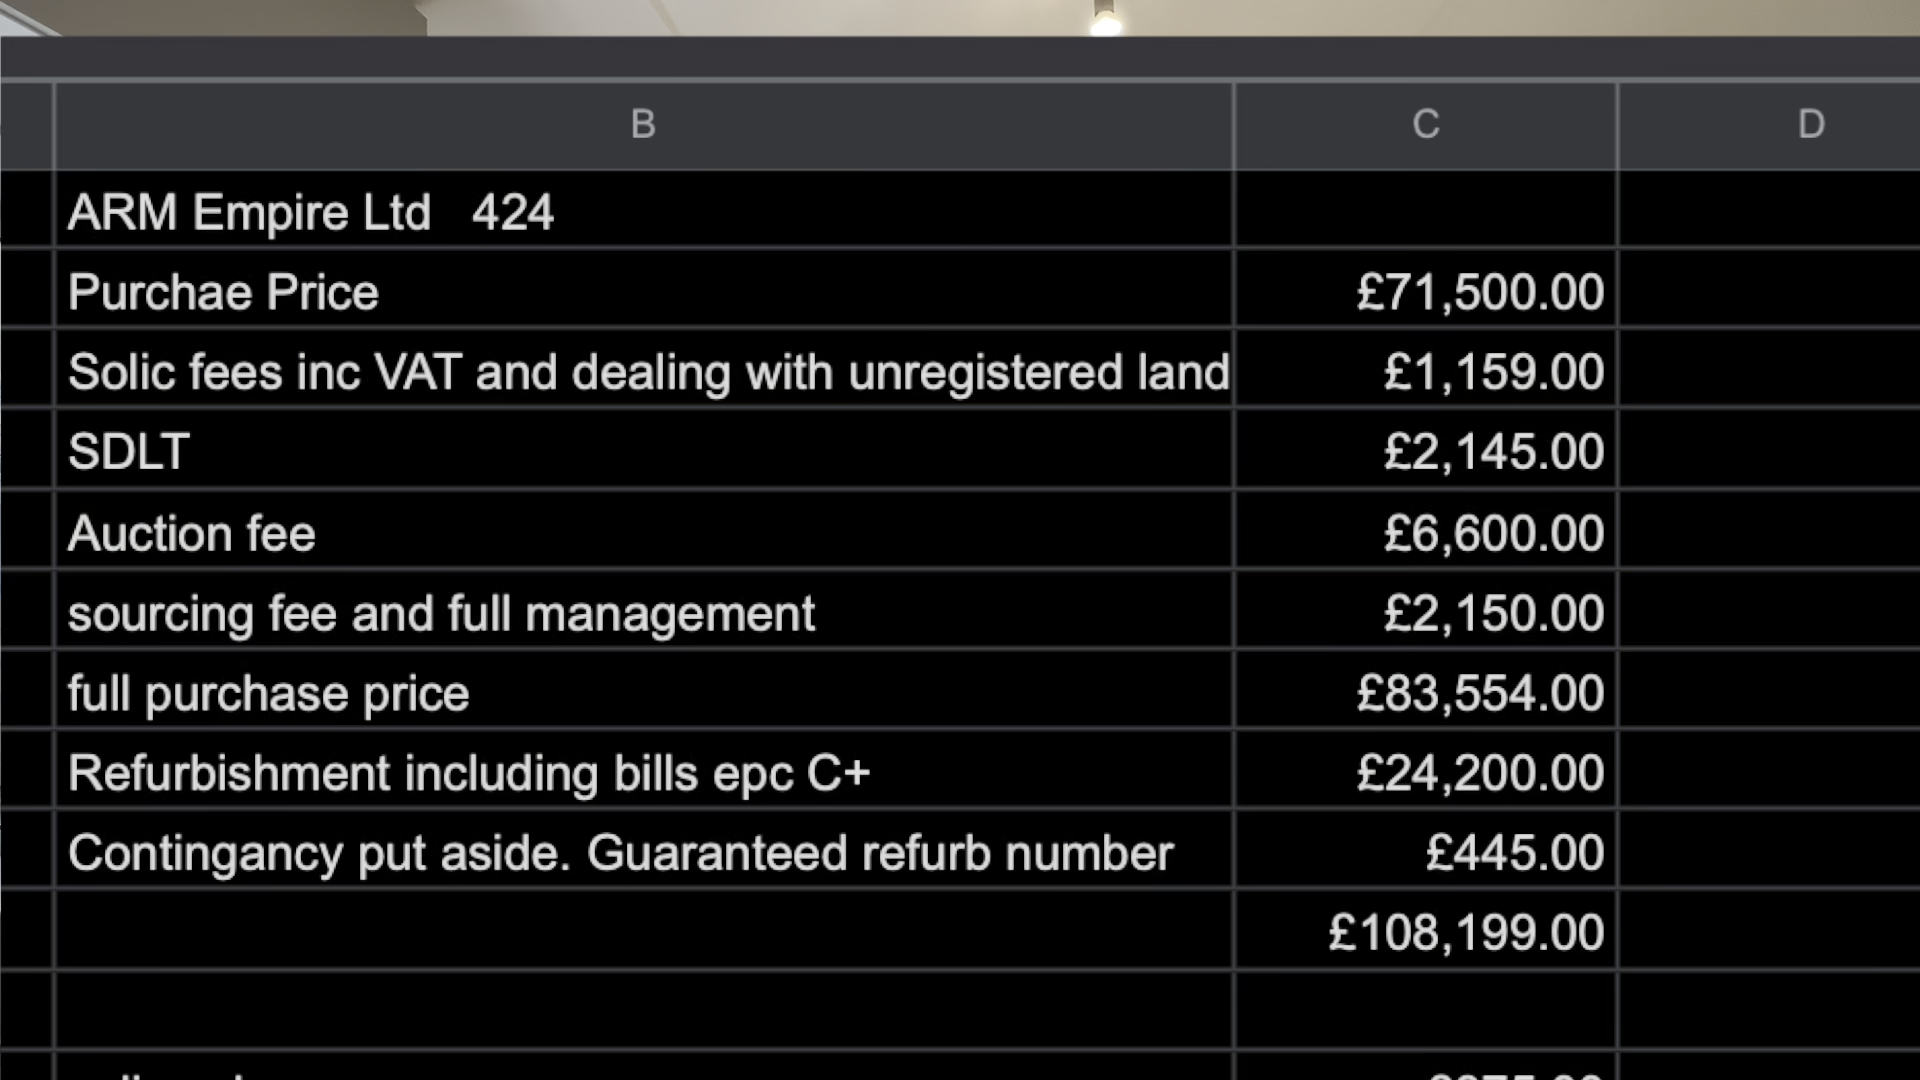 B C D
ARM Empire Ltd 424
Purchae Price £71,500.00
Solic fees inc VAT and dealing with unregistered land £1,159.00
SDLT £2,145.00
Auction fee £6,600.00
sourcing fee and full management £2,150.00
full purchase price £83,554.00
Refurbishment including bills epc C+ £24,200.00
Contingancy put aside. Guaranteed refurb number £445.00
£108,199.00